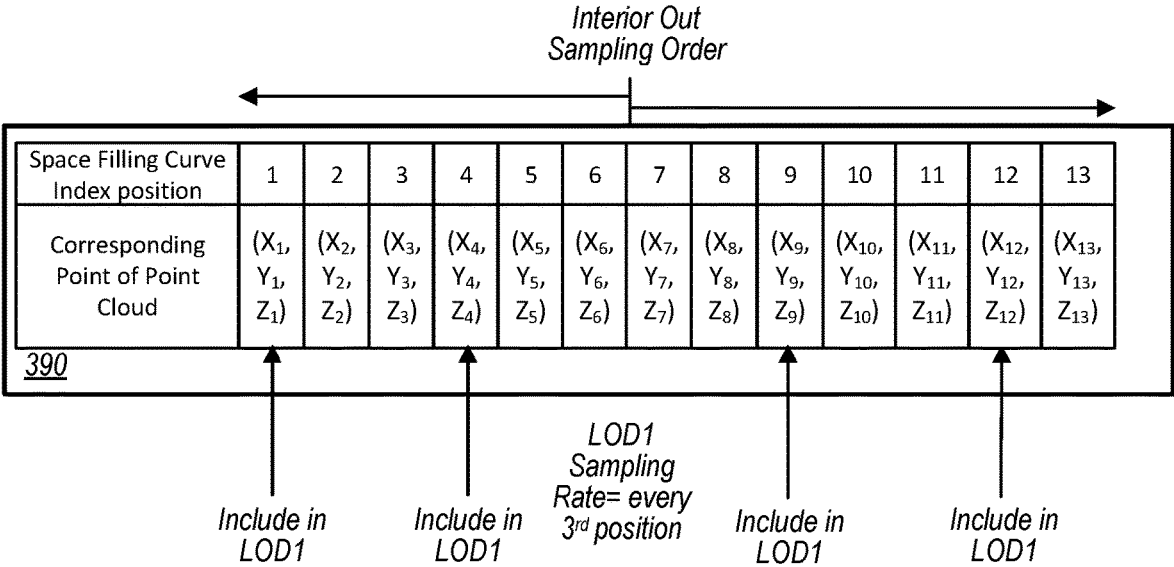 Interior Out
Sampling Order
Space Filling Curve
Index position
1 2 3 4 5 6 7 8 9 10 11 12 13
Corresponding
Point of Point
Cloud
(X₁, (X₂, (X₃, (X₄, (X₅, (X₆, (X₇, (X₈, (X₉, (X₁₀, (X₁₁, (X₁₂, (X₁₃,
Y₁, Y₂, Y₃, Y₄, Y₅, Y₆, Y₇, Y₈, Y₉, Y₁₀, Y₁₁, Y₁₂, Y₁₃,
Z₁) Z₂) Z₃) Z₄) Z₅) Z₆) Z₇) Z₈) Z₉) Z₁₀) Z₁₁) Z₁₂) Z₁₃)
390
LOD1
Sampling
Rate= every
3rd position
Include in
LOD1
Include in
LOD1
Include in
LOD1
Include in
LOD1